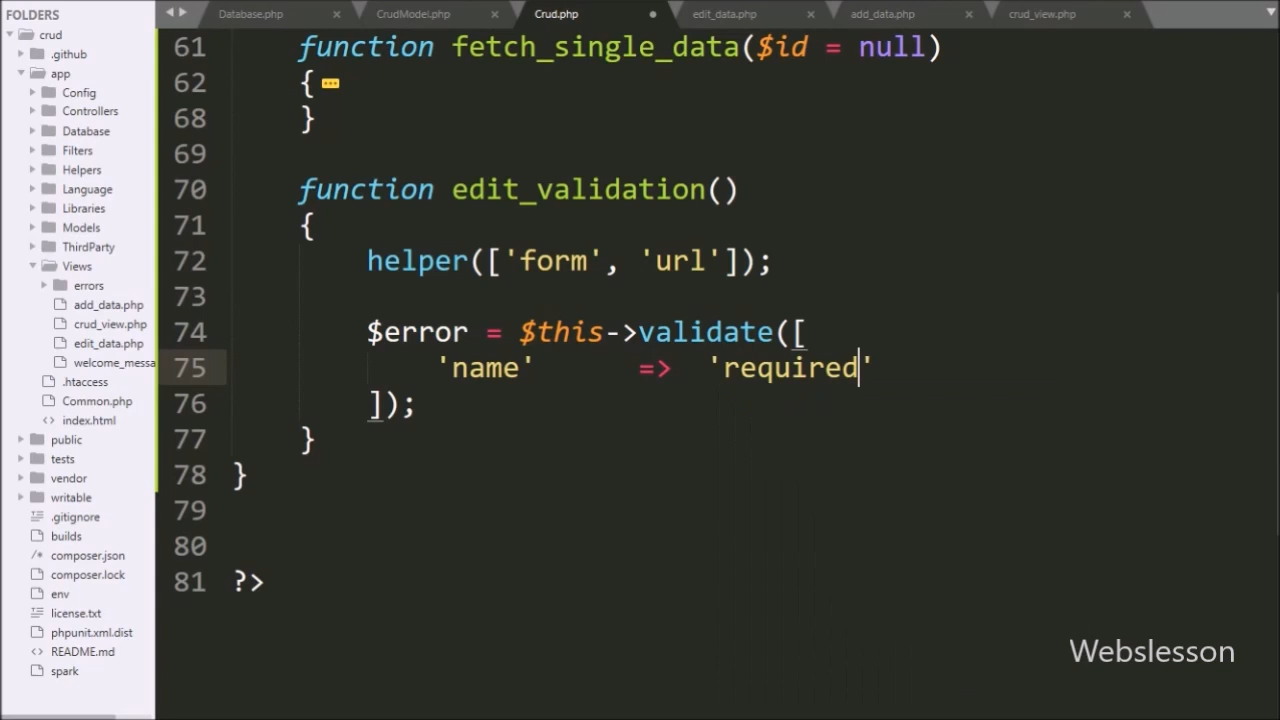 FOLDERS
crud
.github
app
Config
Controllers
Database
Filters
Helpers
Language
Libraries
Models
ThirdParty
Views
errors
add_data.php
crud_view.php
edit_data.php
welcome_messa
.htaccess
Common.php
index.html
public
tests
vendor
writable
.gitignore
builds
composer.json
composer.lock
env
license.txt
phpunit.xml.dist
README.md
spark
Database.php
CrudModel.php
Crud.php
edit_data.php
add_data.php
crud_view.php
61 function fetch_single_data($id = null)
62 {
68 }
69
70 function edit_validation()
71 {
72 helper(['form', 'url']);
73
74 $error = $this->validate([
75 'name' => 'required'
76 ]);
77 }
78 }
79
80
81 ?>
Webslesson